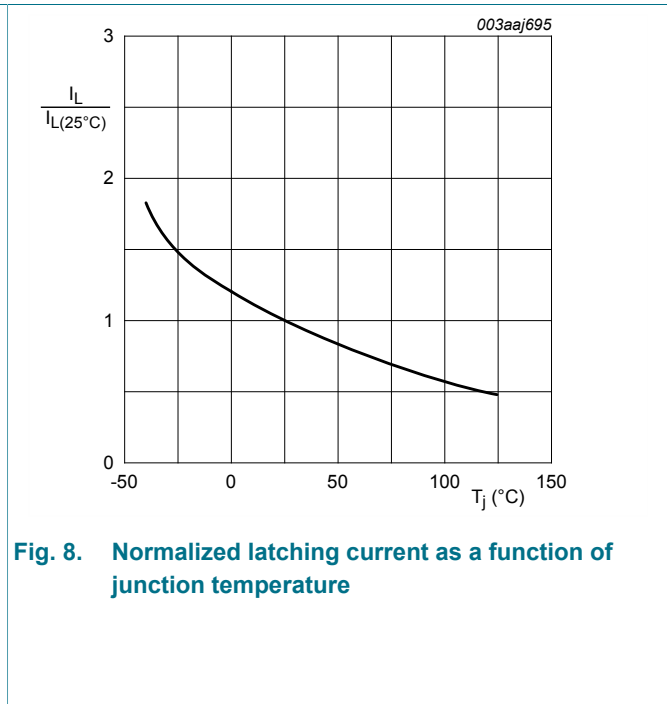 003aaj695
3
I_L
I_L(25°C)
2
1
0
-50
0
50
100
150
T_j (°C)
Fig. 8. Normalized latching current as a function of
junction temperature